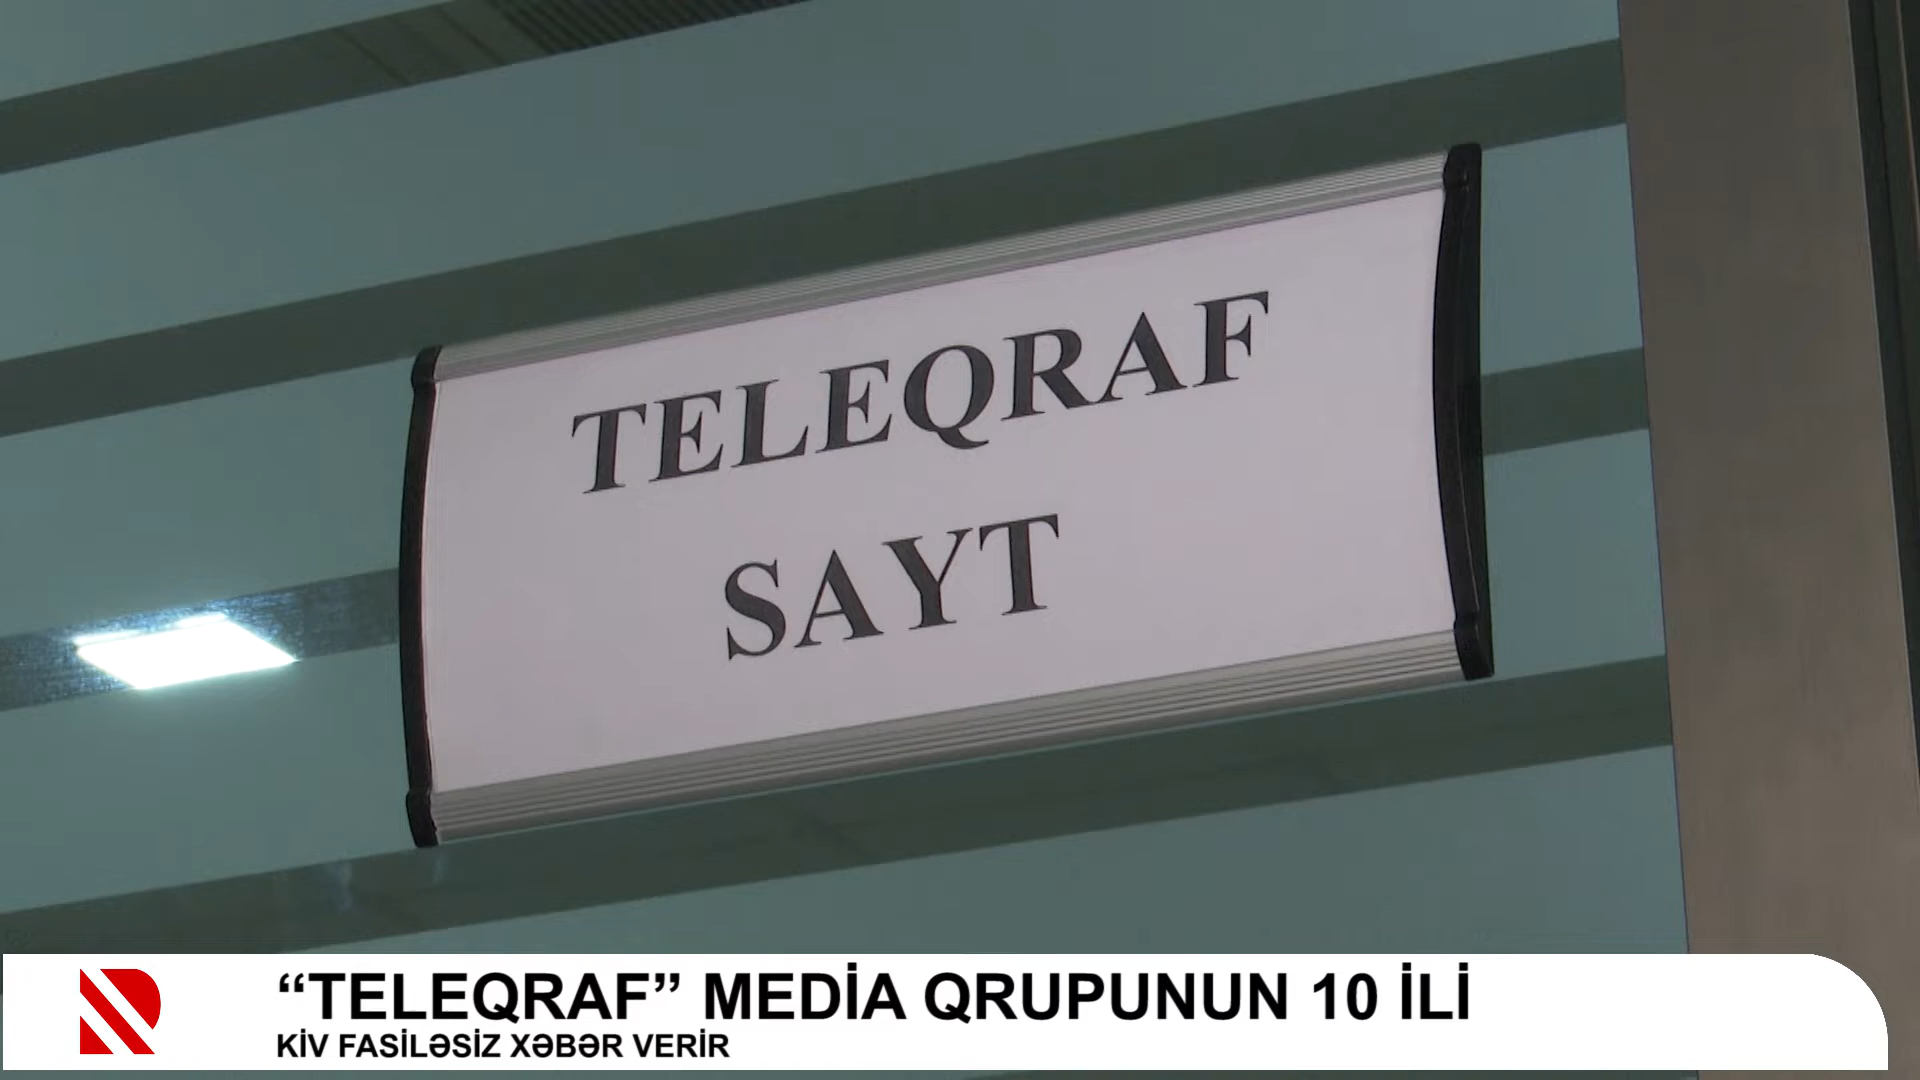 TELEQRAF
SAYT
“TELEQRAF” MEDİA QRUPUNUN 10 İLİ
KİV FASİLƏSİZ XƏBƏR VERİR